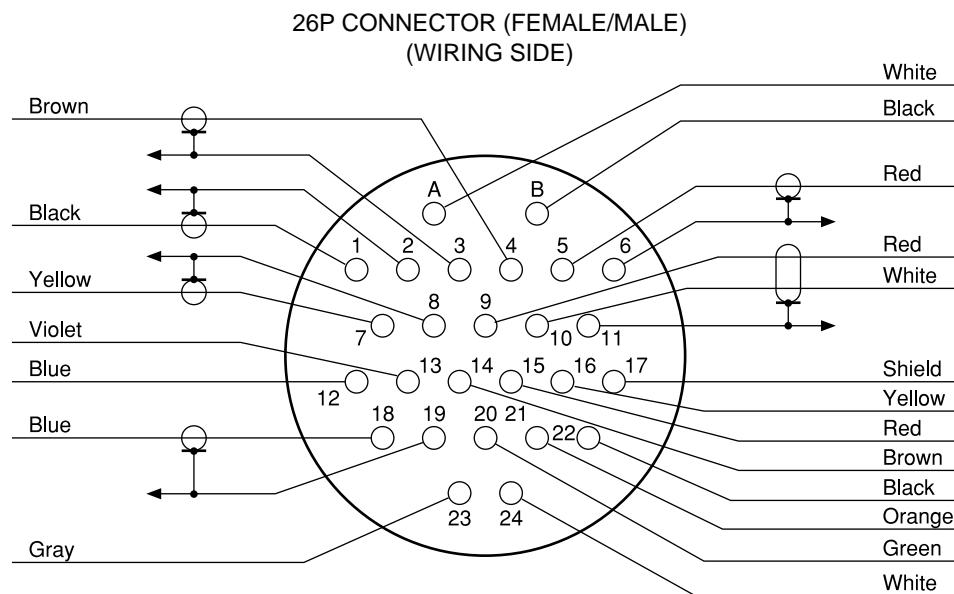 26P CONNECTOR (FEMALE/MALE)
(WIRING SIDE)
White
Brown
Black
A B
Red
Black
1 2 3 4 5 6
Red
Yellow
White
8 9
7 10 11
Violet
Blue
13 14 15 16 17
Shield
12
Yellow
Blue
18 19 20 21
22
Red
Brown
Black
23 24
Orange
Gray
Green
White